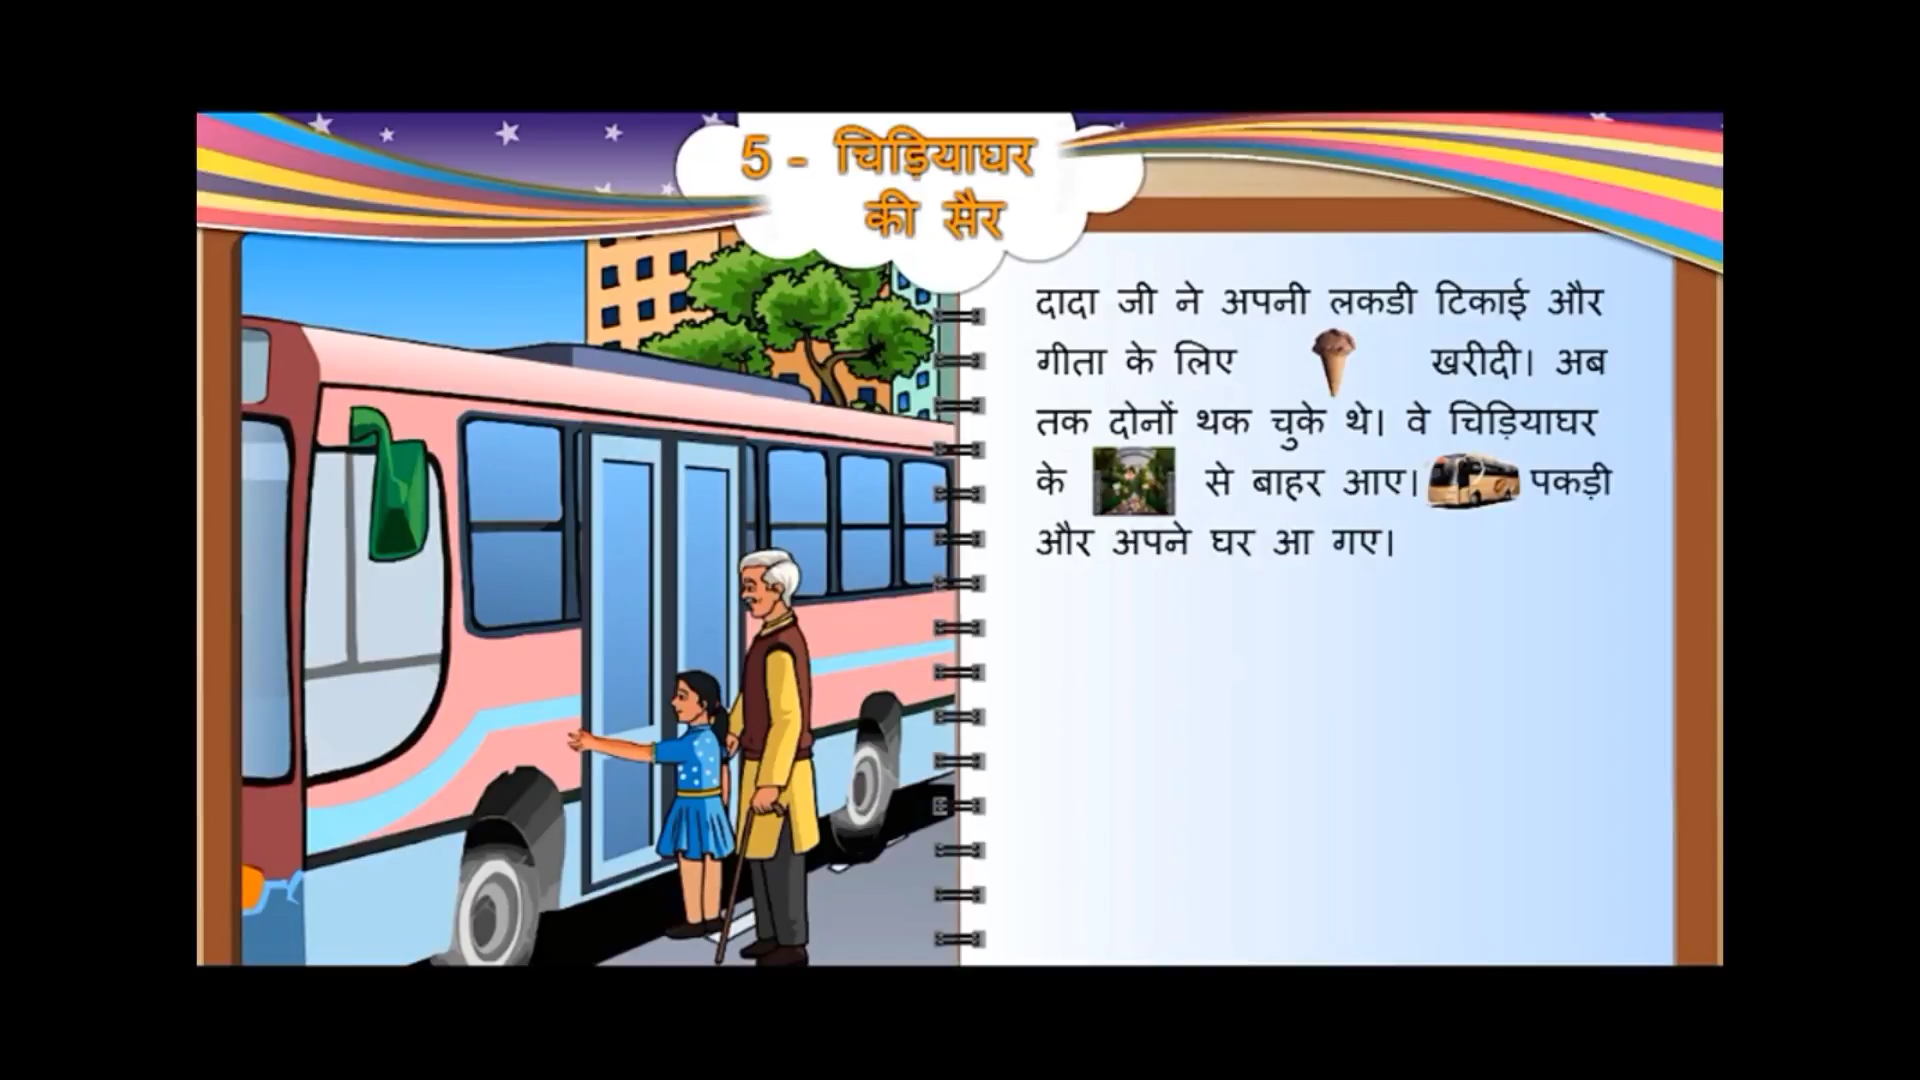 5 - चिड़ियाघर
की सैर
दादा जी ने अपनी लकडी टिकाई और
गीता के लिए खरीदी। अब
तक दोनों थक चुके थे। वे चिड़ियाघर
के से बाहर आए। पकड़ी
और अपने घर आ गए।